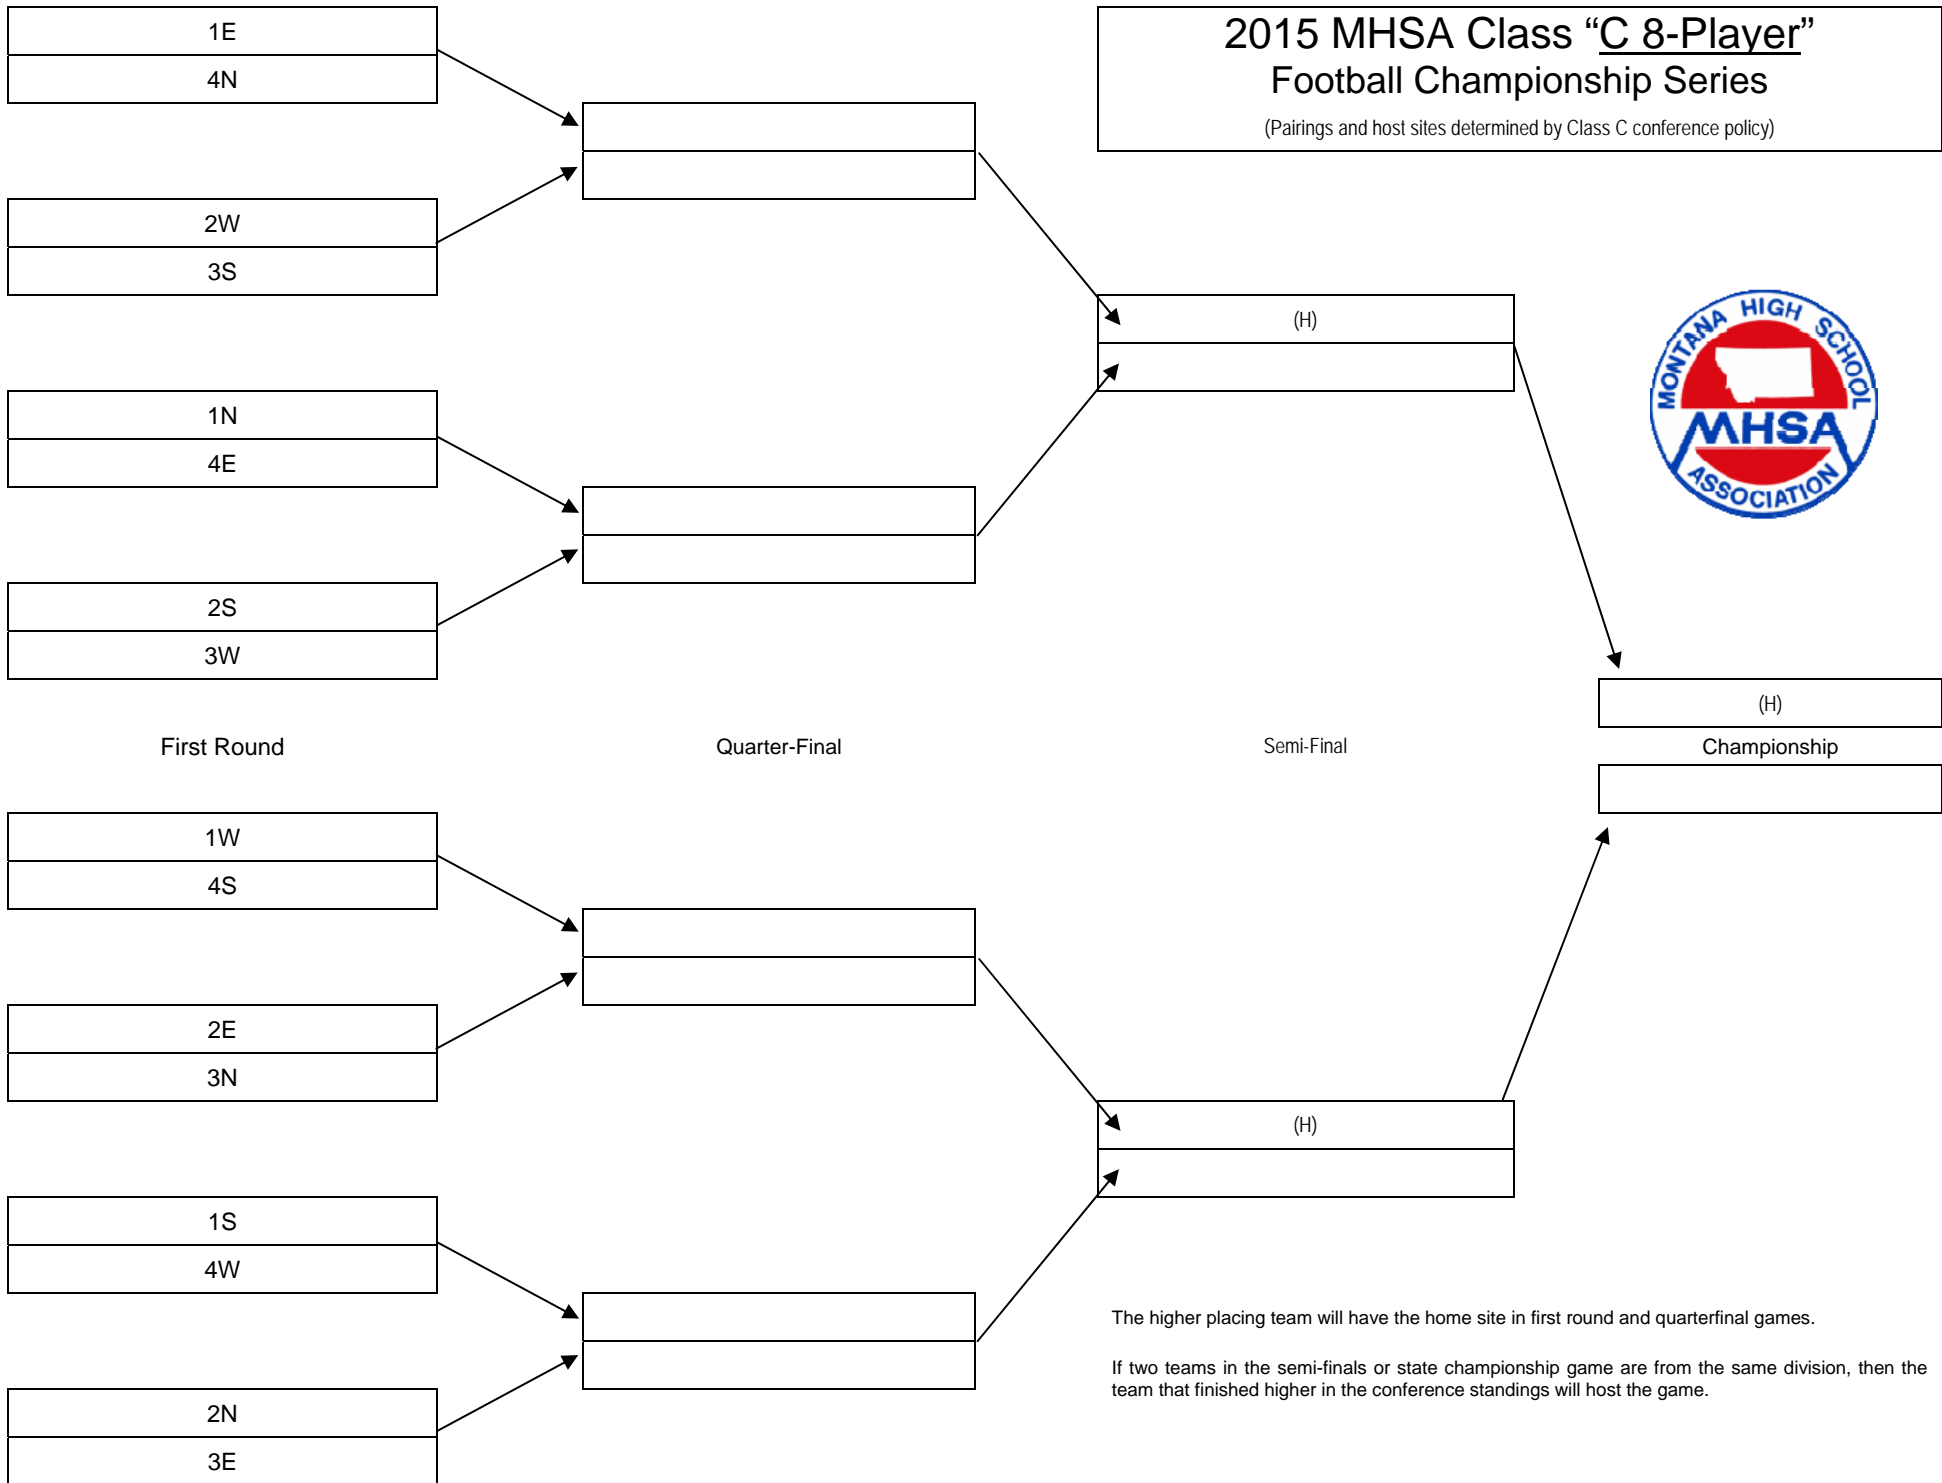 1E
4N
2015 MHSA Class “C 8-Player”
Football Championship Series
(Pairings and host sites determined by Class C conference policy)
2W
3S
(H)
MONTANA HIGH SCHOOL
MHSA
ASSOCIATION
1N
4E
2S
3W
(H)
First Round
Quarter-Final
Semi-Final
Championship
1W
4S
2E
3N
(H)
1S
4W
The higher placing team will have the home site in first round and quarterfinal games.
If two teams in the semi-finals or state championship game are from the same division, then the
team that finished higher in the conference standings will host the game.
2N
3E